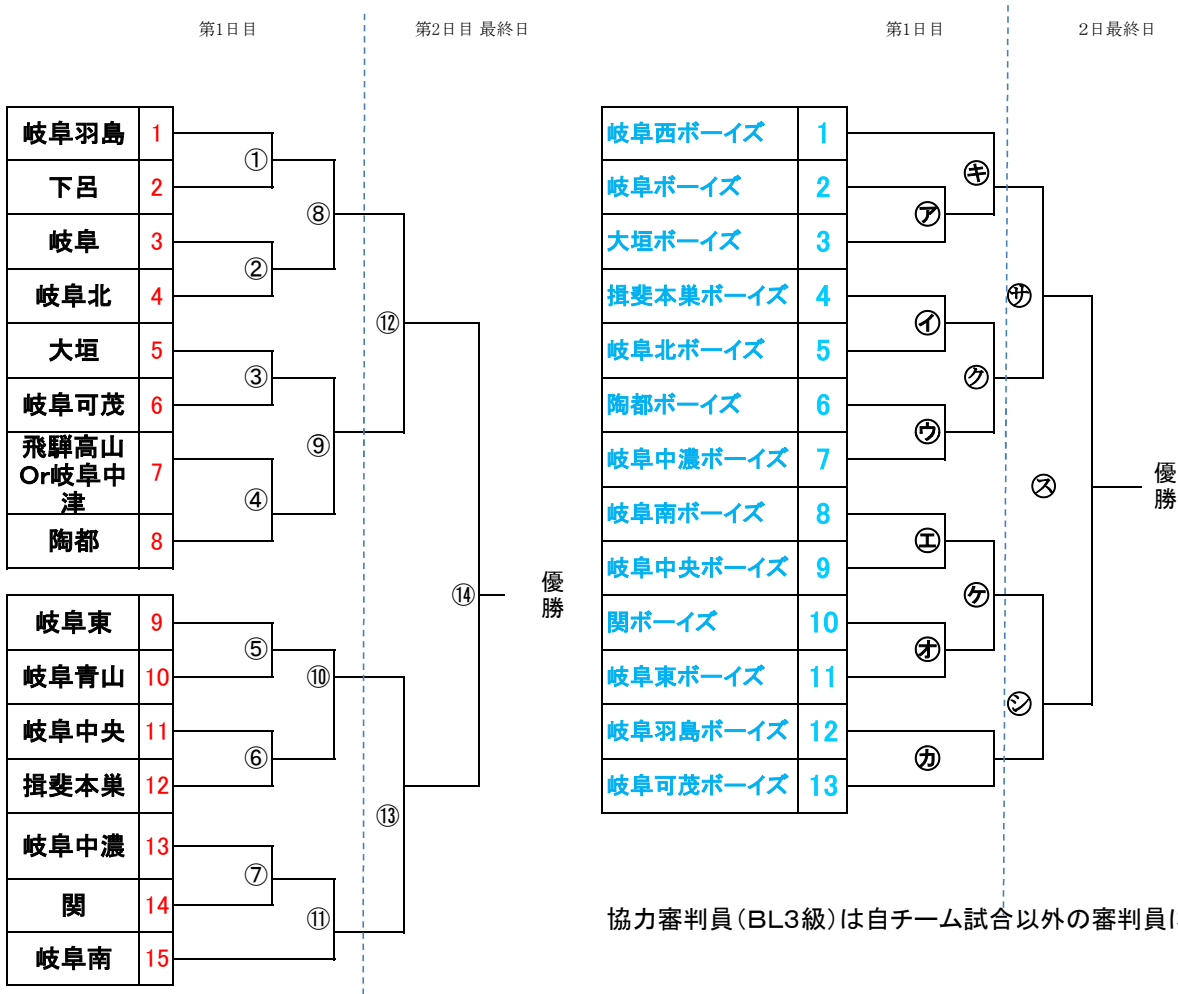 第1日目
第2日目 最終日
岐阜羽島 1
下呂 2
岐阜 3
岐阜北 4
大垣 5
岐阜可茂 6
飛騨高山
Or岐阜中
津
7
陶都 8
岐阜東 9
岐阜青山 10
岐阜中央 11
揖斐本巣 12
岐阜中濃 13
関 14
岐阜南 15
①
②
③
④
⑤
⑥
⑦
⑧
⑨
⑩
⑪
⑫
⑬
⑭
優
勝
第1日目
2日最終日
岐阜西ボーイズ 1
岐阜ボーイズ 2
大垣ボーイズ 3
揖斐本巣ボーイズ 4
岐阜北ボーイズ 5
陶都ボーイズ 6
岐阜中濃ボーイズ 7
岐阜南ボーイズ 8
岐阜中央ボーイズ 9
関ボーイズ 10
岐阜東ボーイズ 11
岐阜羽島ボーイズ 12
岐阜可茂ボーイズ 13
㋐
㋑
㋒
㋓
㋔
㋕
㋖
㋗
㋘
㋚
㋛
㋜
優
勝
協力審判員(BL3級)は自チーム試合以外の審判員に